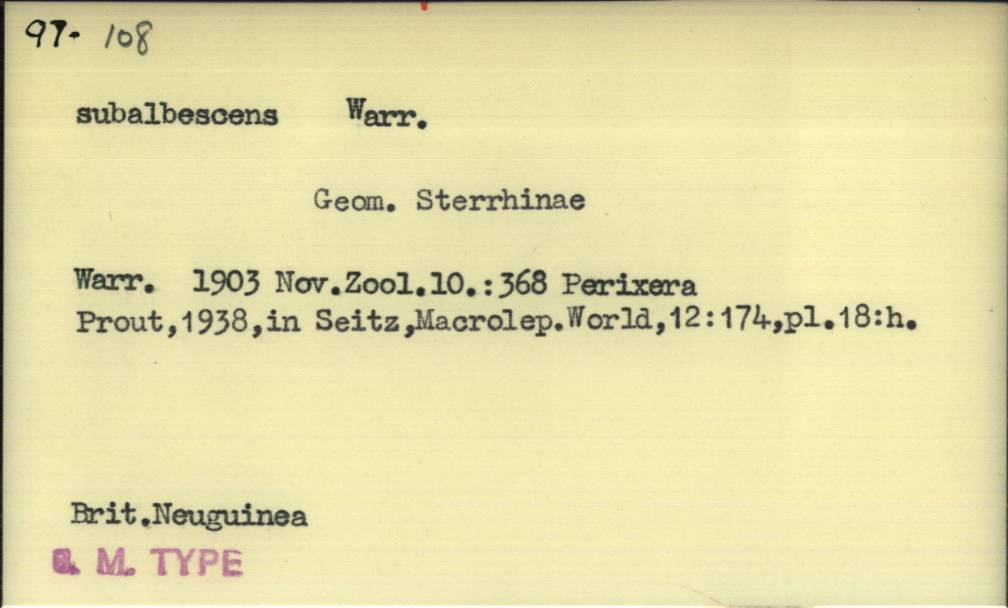 97- 108
subalbescens Warr.
Geom. Sterrhinae
Warr. 1903 Nov.Zool.10.:368 Perixera
Prout,1938,in Seitz,Macrolep.World,12:174,pl.18:h.
Brit.Neuguinea
M. TYPE